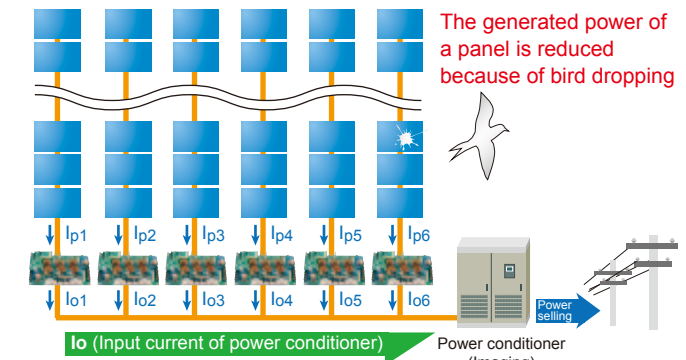 The generated power of
a panel is reduced
because of bird dropping
Ip1 Ip2 Ip3 Ip4 Ip5 Ip6
Io1 Io2 Io3 Io4 Io5 Io6
Power
selling
Io (Input current of power conditioner)
Power conditioner
(Imaging)